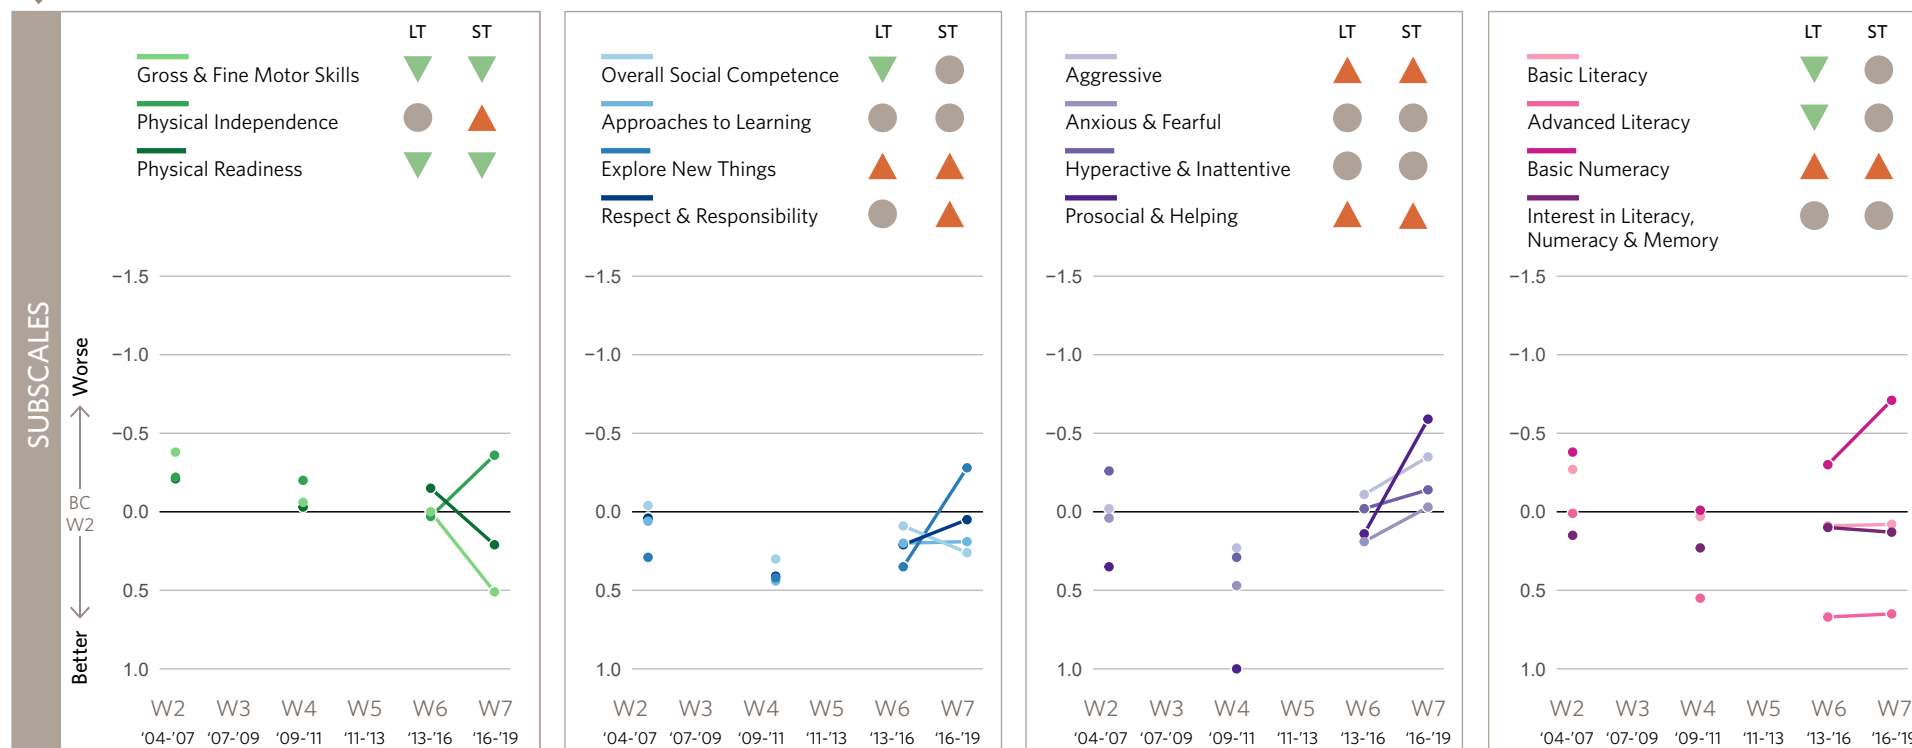 SUBSCALES
Worse
BC
W2
Better
LT ST
Gross & Fine Motor Skills
Physical Independence
Physical Readiness
−1.5
−1.0
−0.5
0.0
0.5
1.0
W2 W3 W4 W5 W6 W7
‘04-’07 ‘07-’09 ‘09-’11 ‘11-’13 ‘13-’16 ‘16-’19
LT ST
Overall Social Competence
Approaches to Learning
Explore New Things
Respect & Responsibility
−1.5
−1.0
−0.5
0.0
0.5
1.0
W2 W3 W4 W5 W6 W7
‘04-’07 ‘07-’09 ‘09-’11 ‘11-’13 ‘13-’16 ‘16-’19
LT ST
Aggressive
Anxious & Fearful
Hyperactive & Inattentive
Prosocial & Helping
−1.5
−1.0
−0.5
0.0
0.5
1.0
W2 W3 W4 W5 W6 W7
‘04-’07 ‘07-’09 ‘09-’11 ‘11-’13 ‘13-’16 ‘16-’19
LT ST
Basic Literacy
Advanced Literacy
Basic Numeracy
Interest in Literacy,
Numeracy & Memory
−1.5
−1.0
−0.5
0.0
0.5
1.0
W2 W3 W4 W5 W6 W7
‘04-’07 ‘07-’09 ‘09-’11 ‘11-’13 ‘13-’16 ‘16-’19